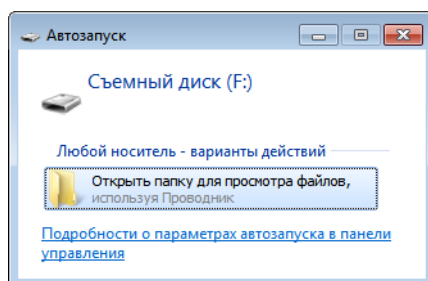 Автозапуск
Съемный диск (F:)
Любой носитель - варианты действий
Открыть папку для просмотра файлов,
используя Проводник
Подробности о параметрах автозапуска в панели
управления